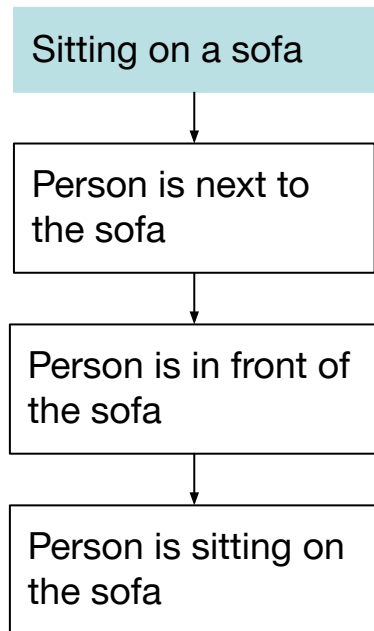 Sitting on a sofa
Person is next to
the sofa
Person is in front of
the sofa
Person is sitting on
the sofa